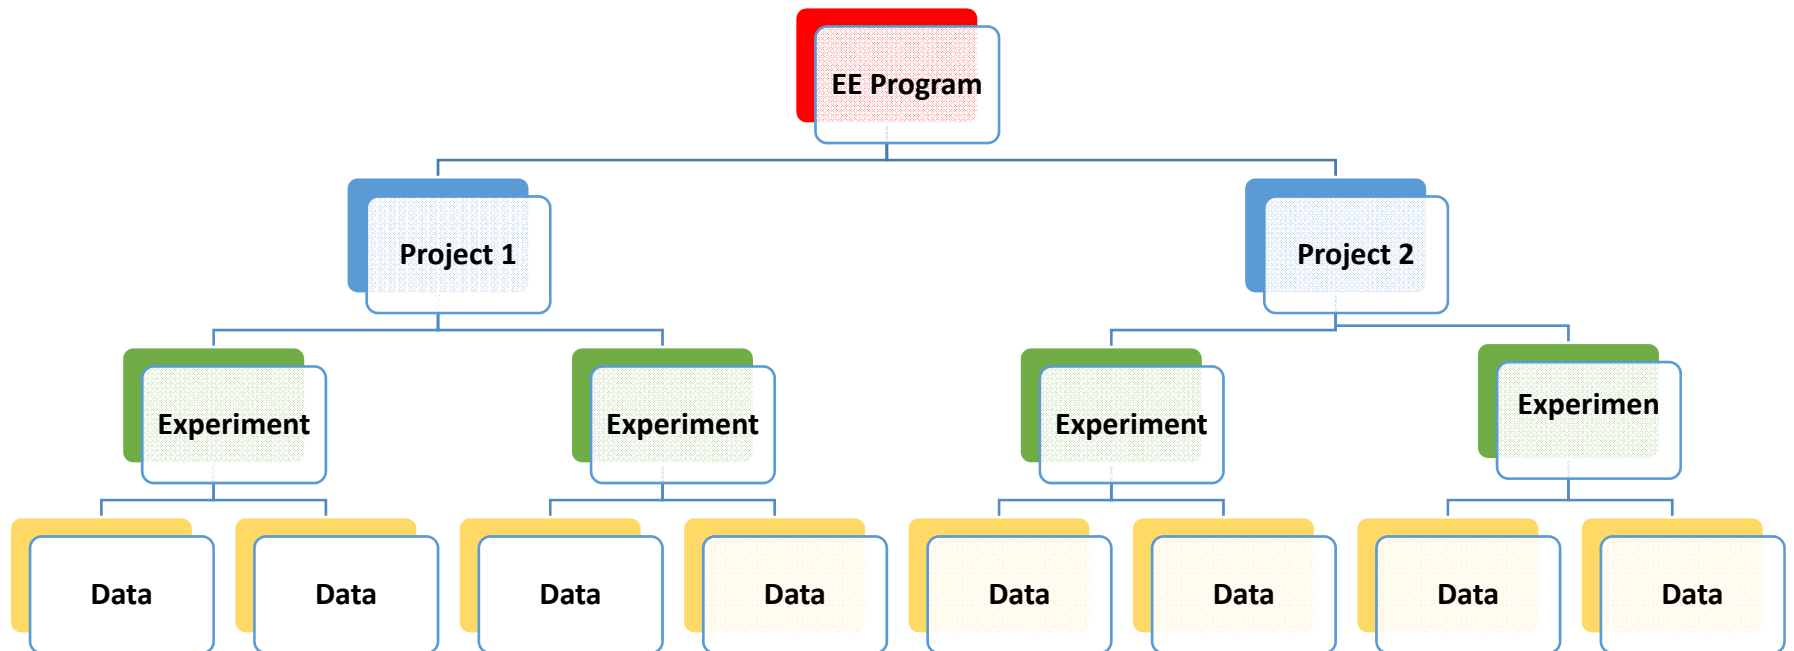 EE Program
Project 1
Project 2
Experiment
Experiment
Experiment
Experimen
Data
Data
Data
Data
Data
Data
Data
Data